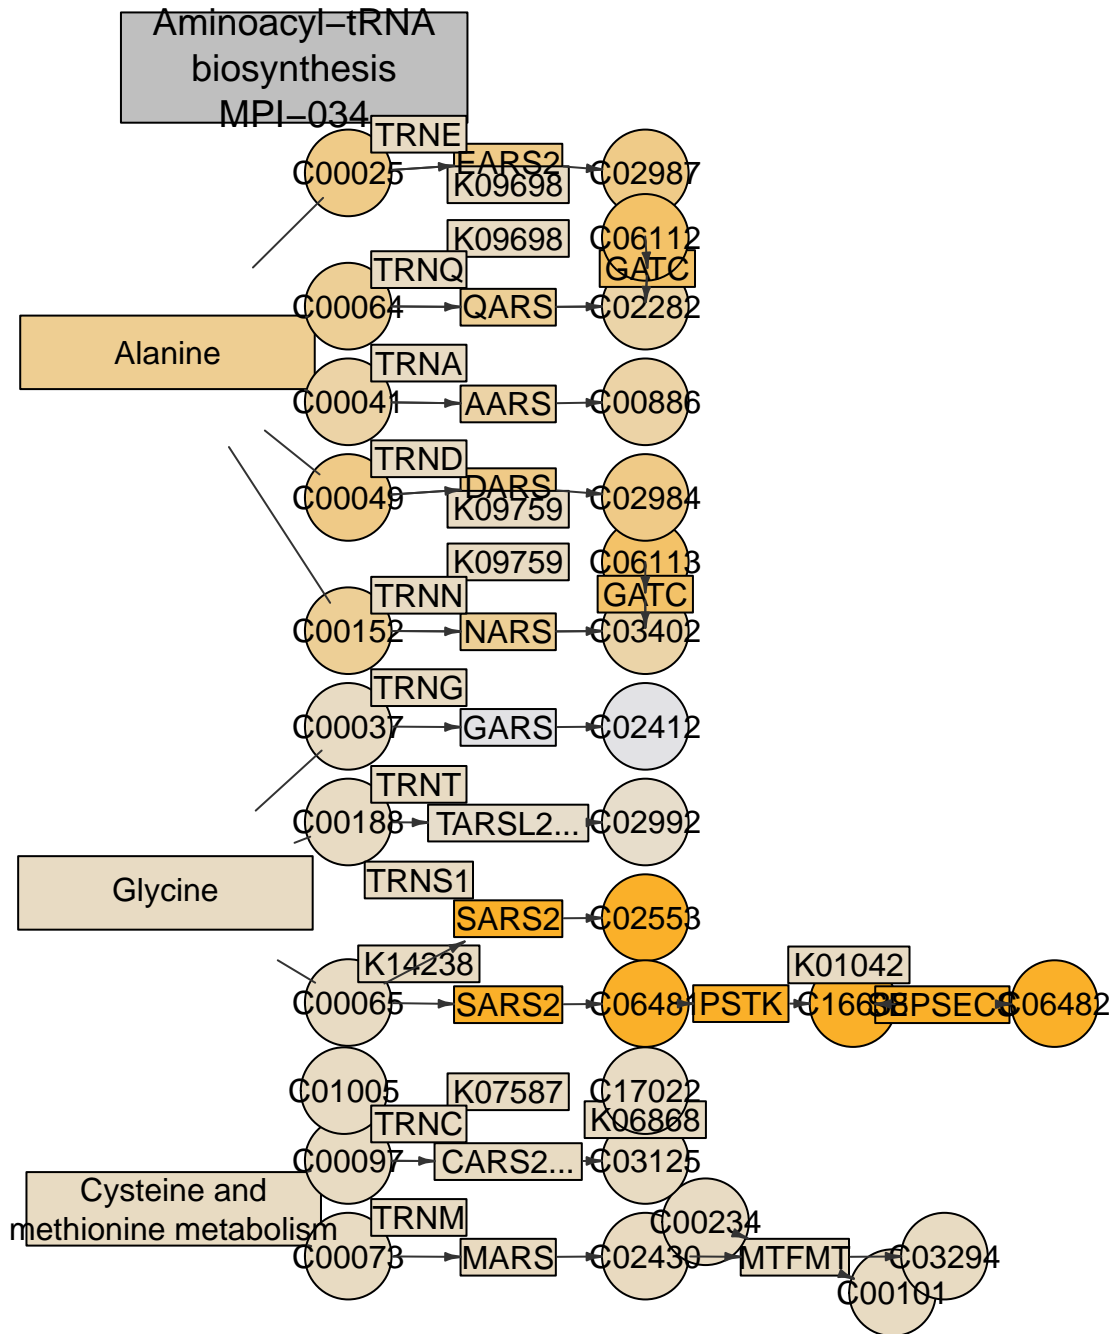 Aminoacyl−tRNA
biosynthesis
MPI−034
TRNE
C00025
EARS2
K09698
C02987
K09698
C06112
TRNQ
GATC
C00064
QARS
C02282
Alanine
TRNA
C00041
AARS
C00886
TRND
C00049
DARS
K09759
C02984
K09759
C06113
TRNN
GATC
C00152
NARS
C03402
TRNG
C00037
GARS
C02412
TRNT
C00188
TARSL2...
C02992
Glycine
TRNS1
SARS2
C02553
K14238
K01042
C00065
SARS2
C06481
PSTK
C16638
SEPSECS
C06482
C01005
K07587
C17022
TRNC
K06868
C00097
CARS2...
C03125
Cysteine and
methionine metabolism
TRNM
C00234
C00073
MARS
C02430
MTFMT
C03294
C00101